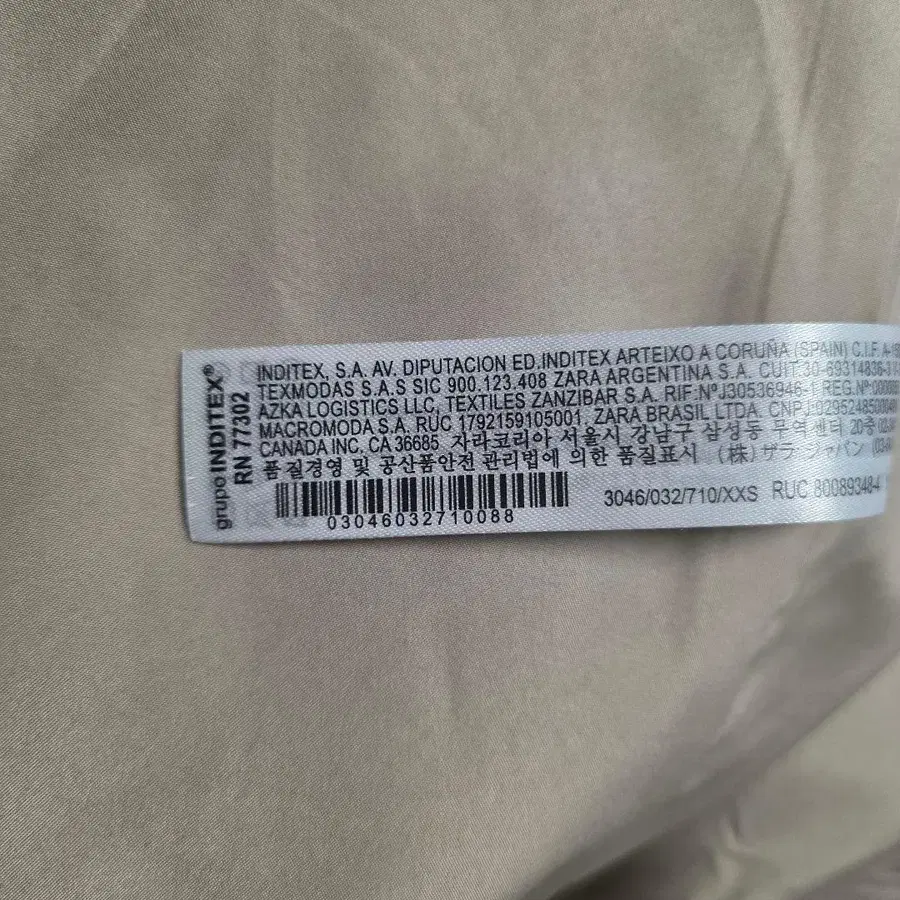 grupo INDITEX®
RN 77302
INDITEX, S.A. AV. DIPUTACION ED.INDITEX ARTEIXO A CORUÑA (SPAIN) C.I.F.
TEXMODAS S.A.S SIC 900.123.408 ZARA ARGENTINA S.A. CUIT.30-69314836-
AZKA LOGISTICS LLC, TEXTILES ZANZIBAR S.A. RIF:NºJ30536946-1 REG.Nº
MACROMODA S.A. RUC 1792159105001, ZARA BRASIL LTDA. CNPJ:
CANADA INC. CA 36685 자라코리아 서울시 강남구 삼성동 무역센터 20중
품질경영 및 공산품안전 관리법에 의한 품질표시 (株) ザラ ジャパン
03046032710088
3046/032/710/XXS RUC 80089348-4